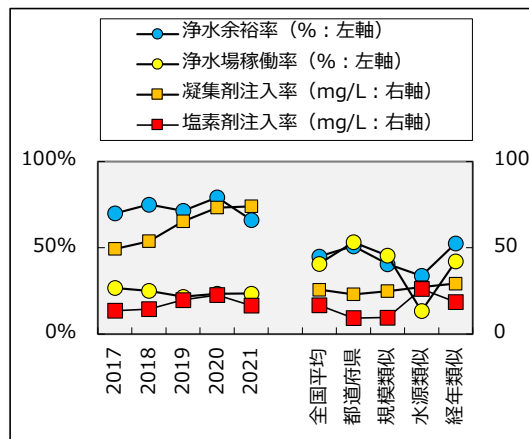 浄水余裕率（%：左軸）
浄水場稼働率（%：左軸）
凝集剤注入率（mg/L：右軸）
塩素剤注入率（mg/L：右軸）
100%
100
50%
50
0%
0
2017
2018
2019
2020
2021
全国平均
都道府県
規模類似
水源類似
経年類似